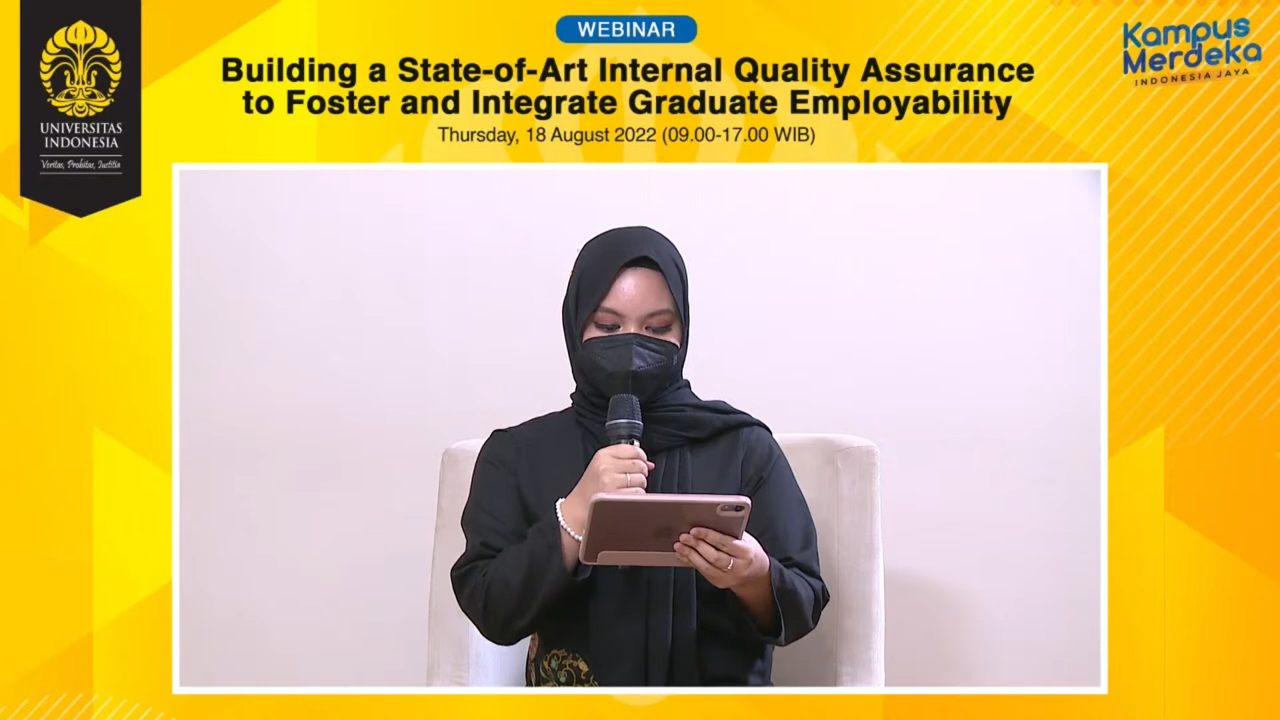 WEBINAR
Building a State-of-Art Internal Quality Assurance
to Foster and Integrate Graduate Employability
Thursday, 18 August 2022 (09.00-17.00 WIB)
UNIVERSITAS
INDONESIA
Veritas, Probitas, Justitia
Kampus
Merdeka
INDONESIA JAYA